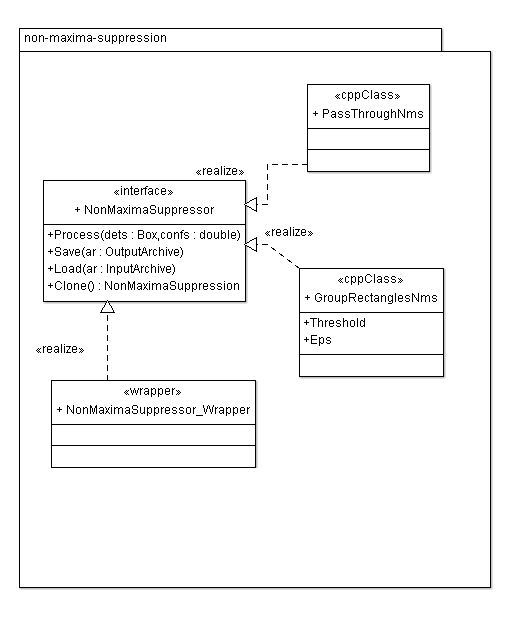 non-maxima-suppression
«cppClass»
+ PassThroughNms
«realize»
«interface»
+ NonMaximaSuppressor
+Process(dets : Box,confs : double)
+Save(ar : OutputArchive)
+Load(ar : InputArchive)
+Clone() : NonMaximaSuppression
«realize»
«cppClass»
+ GroupRectanglesNms
+Threshold
+Eps
«realize»
«wrapper»
+ NonMaximaSuppressor_Wrapper